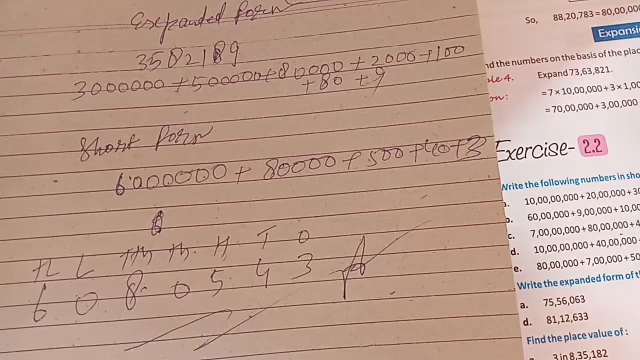 Expanded form
3582189
3000000+500000+80000+2000+100
+80+9
Short form
6000000+80000+500+40+3
TL L TTh Th H T O
6 0 8 0 5 4 3
So, 88,20,783=80,00,00
Expansi
nd the numbers on the basis of the plac
le 4. Expand 73,63,821.
on: =7×10,00,000+3×1,00
=70,00,000+3,00,000
Exercise- 2.2
Write the following numbers in sho
10,00,00,000+20,00,000+30
b. 60,00,000+9,00,000+10,00
c. 7,00,00,000+80,00,000+4
d. 10,00,00,000+40,00,000
e. 80,00,000+7,00,000+50
Write the expanded form of t
a. 75,56,063
d. 81,12,633
Find the place value of :
3 in 8,35,182